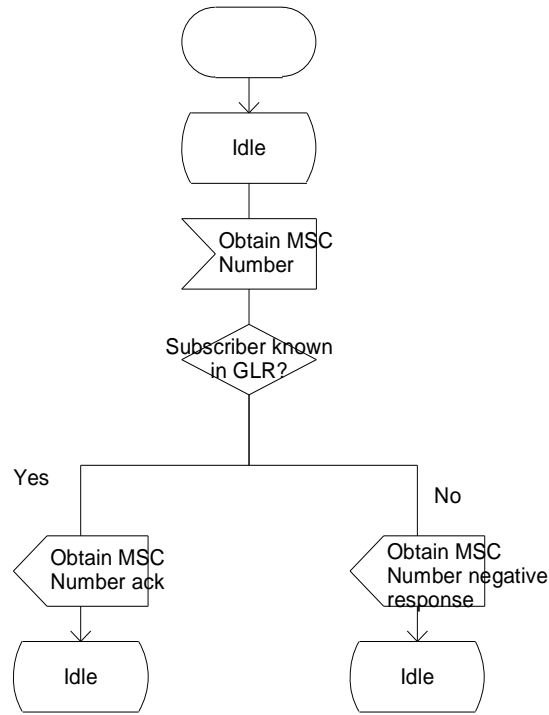 Idle
Obtain MSC
Number
Subscriber known
in GLR?
Yes
No
Obtain MSC
Number ack
Obtain MSC
Number negative
response
Idle
Idle